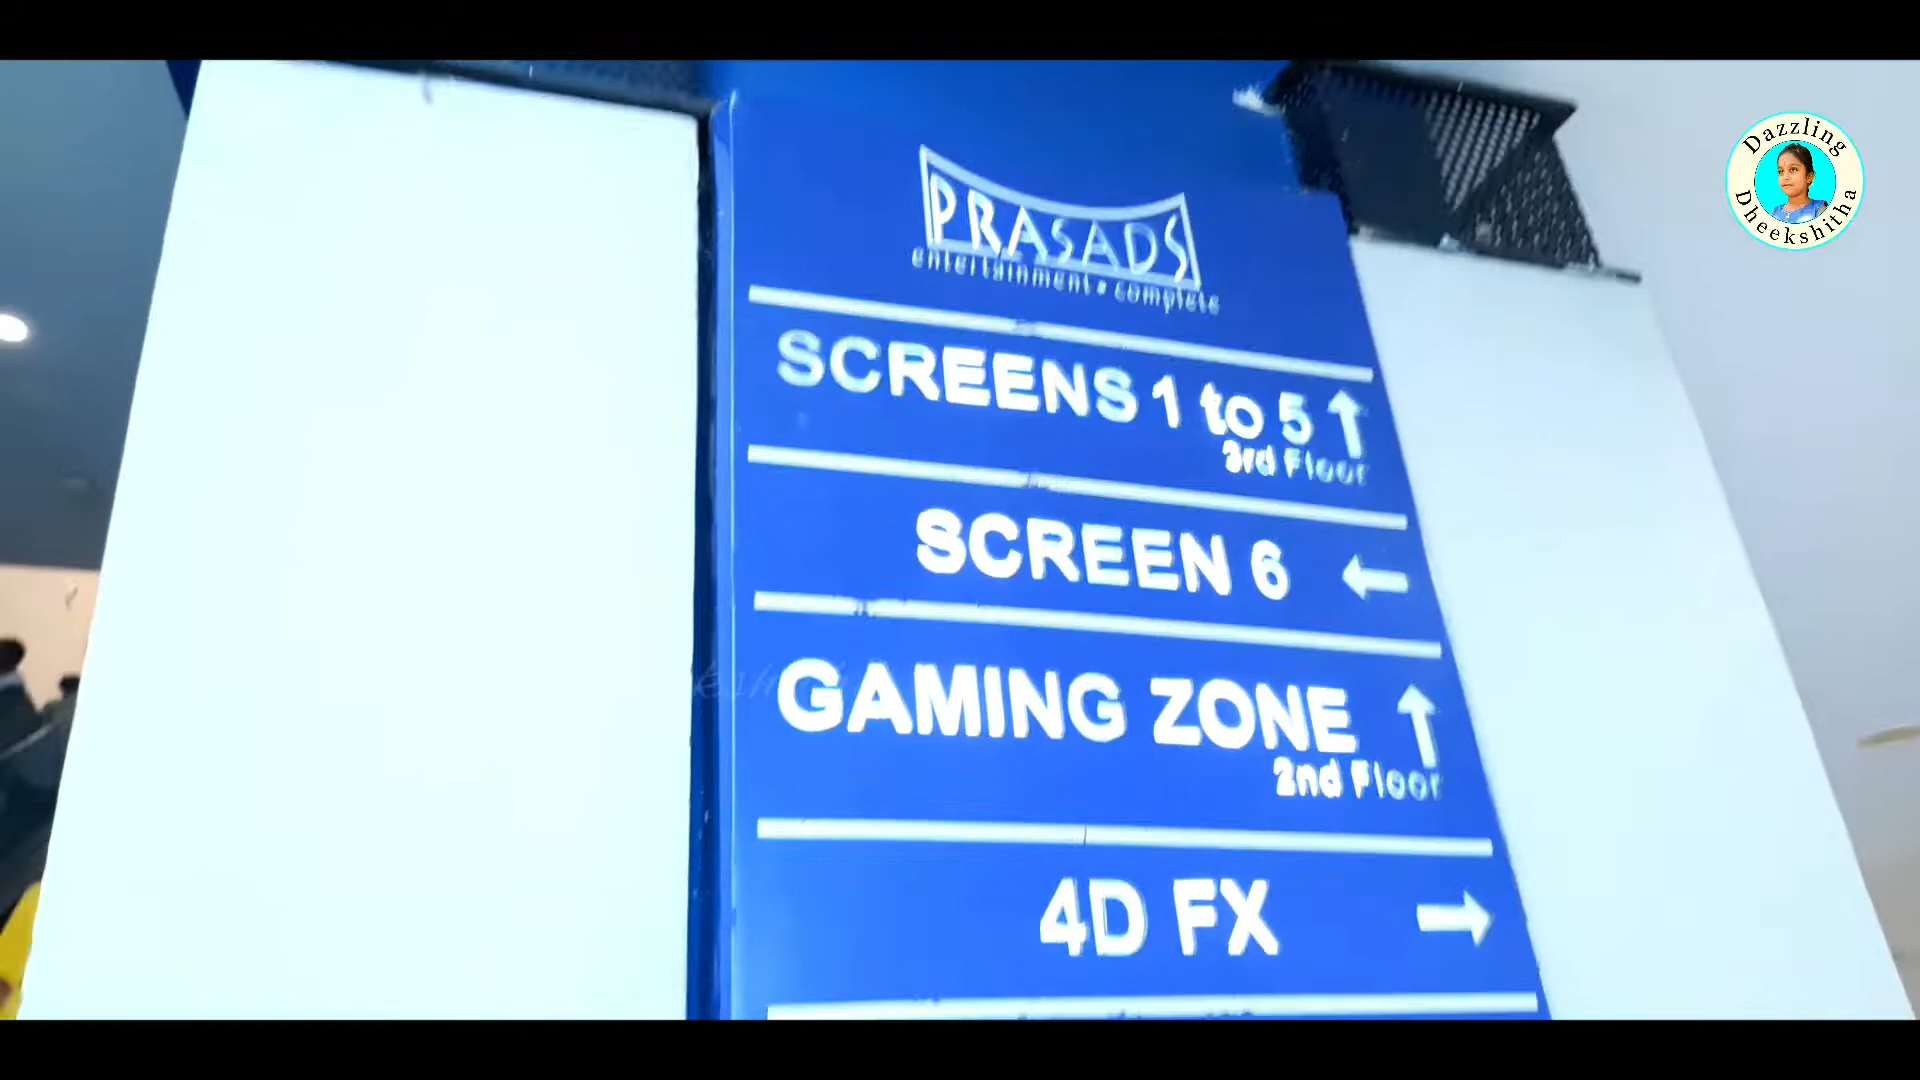 PRASADS
entertainment • complete
SCREENS 1 to 5
3rd Floor
SCREEN 6
GAMING ZONE
2nd Floor
4D FX
Dazzling
Dheekshitha